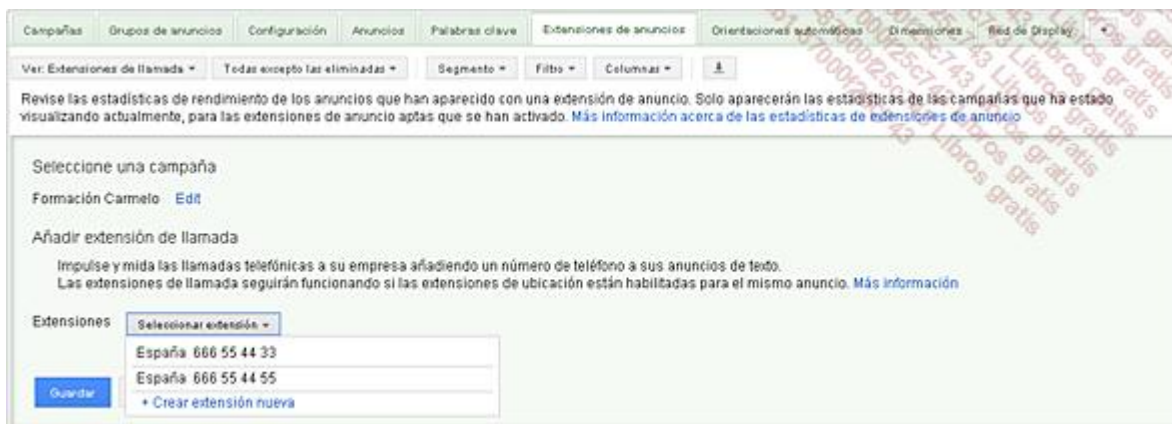 Campañas Grupos de anuncios Configuración Anuncios Palabras clave Extensiones de anuncios Orientaciones automáticas Dimensiones Red de Display
Ver: Extensiones de llamada Todas excepto las eliminadas Segmento Filtro Columnas
Revise las estadísticas de rendimiento de los anuncios que han aparecido con una extensión de anuncio. Solo aparecerán las estadísticas de las campañas que ha estado
visualizando actualmente, para las extensiones de anuncio aptas que se han activado. Más información acerca de las estadísticas de extensiones de anuncio
Seleccione una campaña
Formación Carmelo Edit
Añadir extensión de llamada
Impulse y mida las llamadas telefónicas a su empresa añadiendo un número de teléfono a sus anuncios de texto.
Las extensiones de llamada seguirán funcionando si las extensiones de ubicación están habilitadas para el mismo anuncio. Más información
Extensiones Seleccionar extensión
España 666 55 44 33
España 666 55 44 55
Guardar
+ Crear extensión nueva
Libros gratis